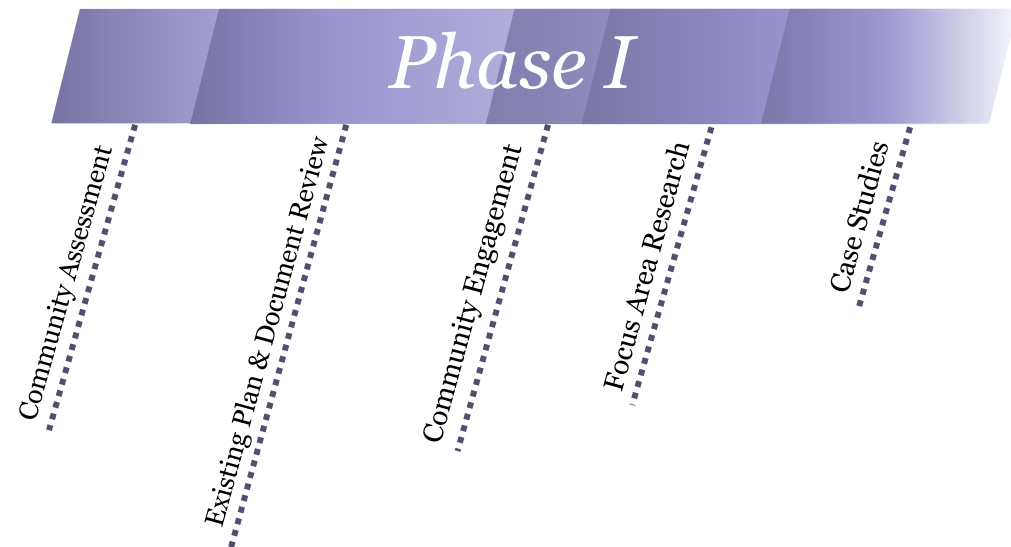 Phase I
Community Assessment
Existing Plan & Document Review
Community Engagement
Focus Area Research
Case Studies